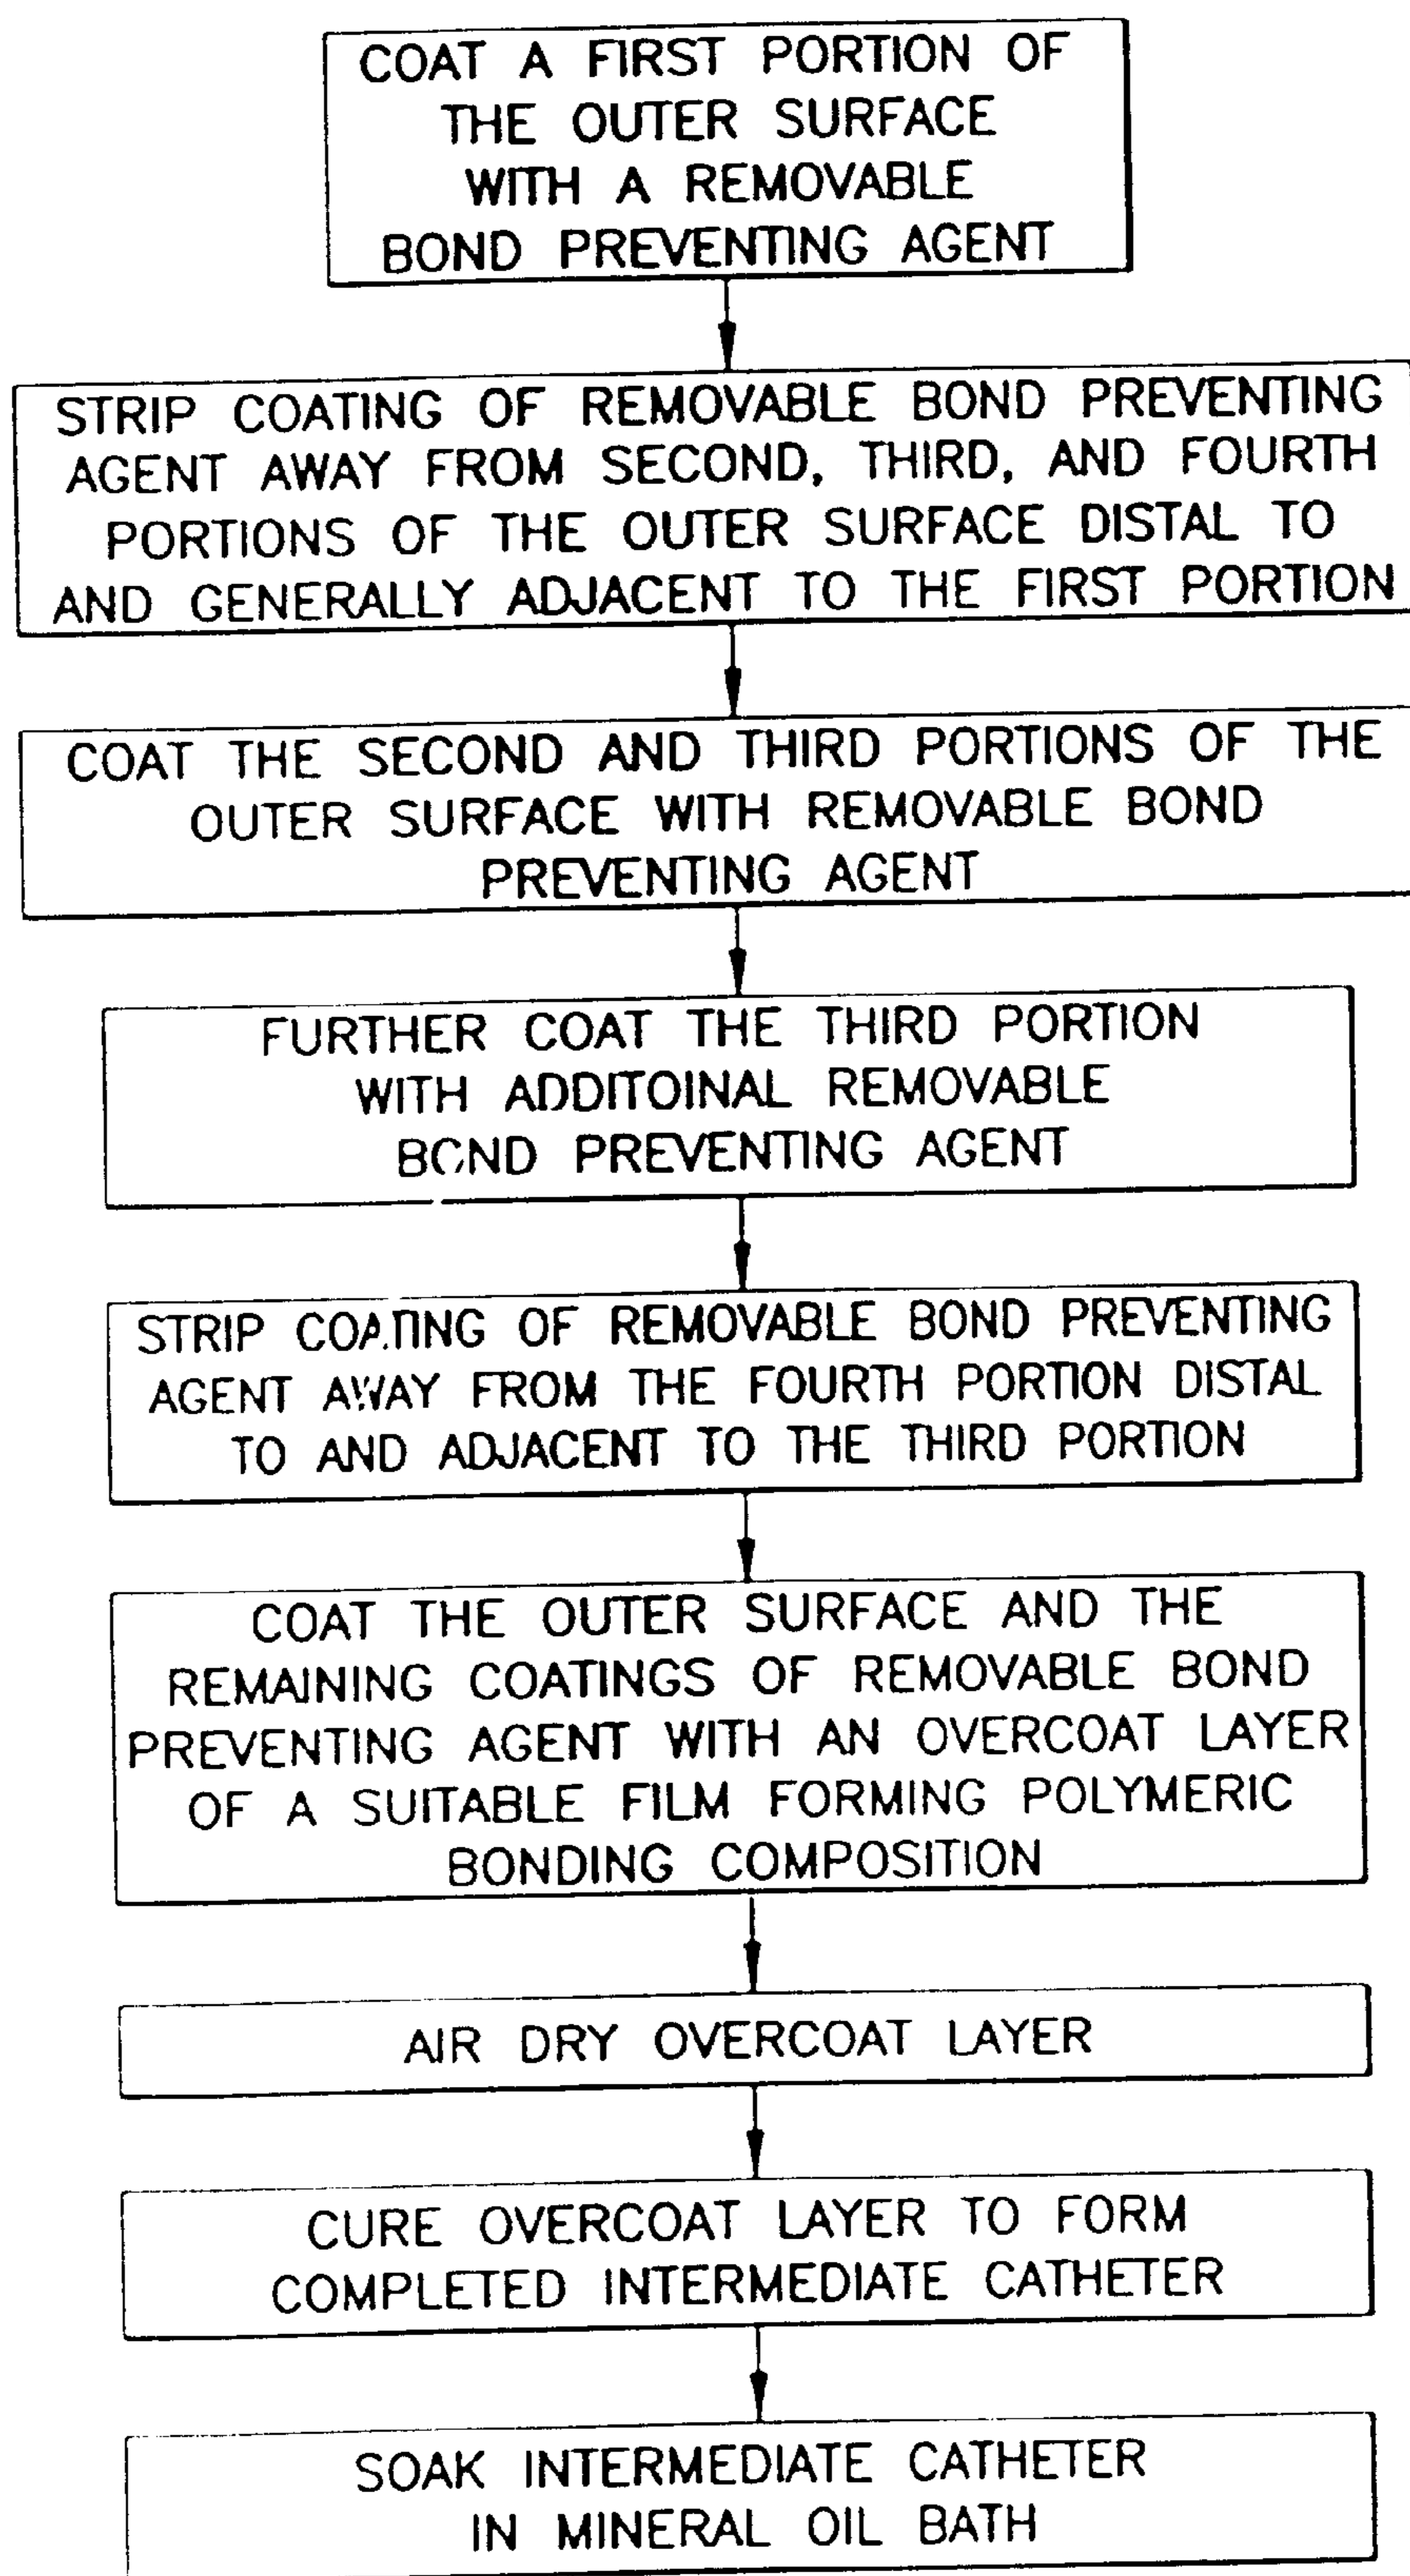 COAT A FIRST PORTION OF
THE OUTER SURFACE
WITH A REMOVABLE
BOND PREVENTING AGENT
STRIP COATING OF REMOVABLE BOND PREVENTING
AGENT AWAY FROM SECOND, THIRD, AND FOURTH
PORTIONS OF THE OUTER SURFACE DISTAL TO
AND GENERALLY ADJACENT TO THE FIRST PORTION
COAT THE SECOND AND THIRD PORTIONS OF THE
OUTER SURFACE WITH REMOVABLE BOND
PREVENTING AGENT
FURTHER COAT THE THIRD PORTION
WITH ADDITOINAL REMOVABLE
BOND PREVENTING AGENT
STRIP COATING OF REMOVABLE BOND PREVENTING
AGENT AWAY FROM THE FOURTH PORTION DISTAL
TO AND ADJACENT TO THE THIRD PORTION
COAT THE OUTER SURFACE AND THE
REMAINING COATINGS OF REMOVABLE BOND
PREVENTING AGENT WITH AN OVERCOAT LAYER
OF A SUITABLE FILM FORMING POLYMERIC
BONDING COMPOSITION
AIR DRY OVERCOAT LAYER
CURE OVERCOAT LAYER TO FORM
COMPLETED INTERMEDIATE CATHETER
SOAK INTERMEDIATE CATHETER
IN MINERAL OIL BATH